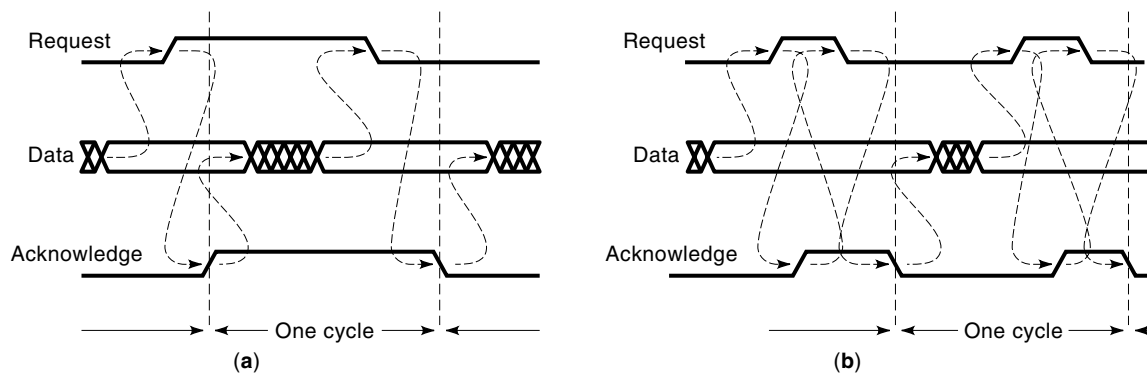 Request
Data
Acknowledge
One cycle
(a)
Request
Data
Acknowledge
One cycle
(b)